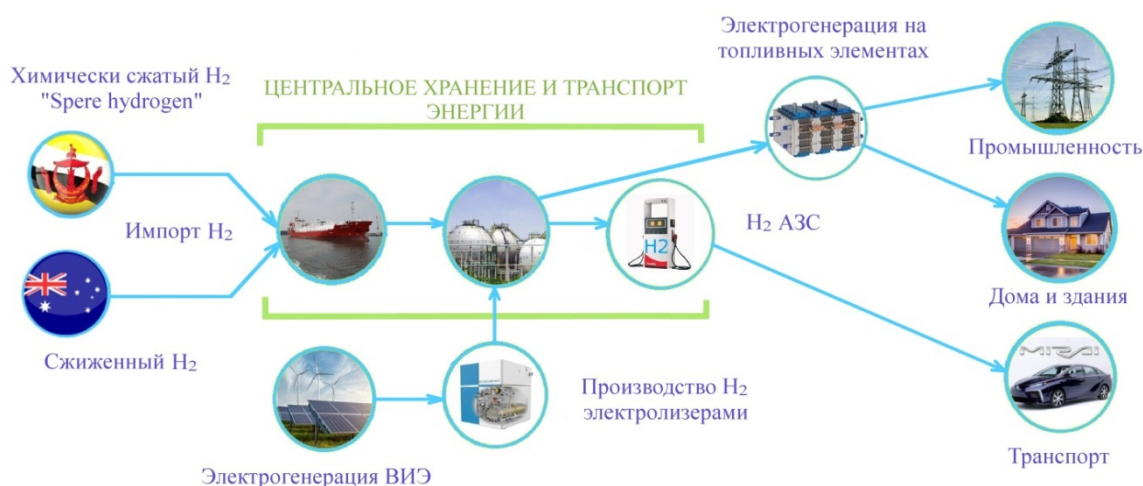 Химически сжатый H₂
"Spere hydrogen"
ЦЕНТРАЛЬНОЕ ХРАНЕНИЕ И ТРАНСПОРТ
ЭНЕРГИИ
Электрогенерация на
топливных элементах
Промышленность
Импорт H₂
H2
H₂ АЗС
Дома и здания
Сжиженный H₂
Производство H₂
электролизерами
MIRAI
Электрогенерация ВИЭ
Транспорт